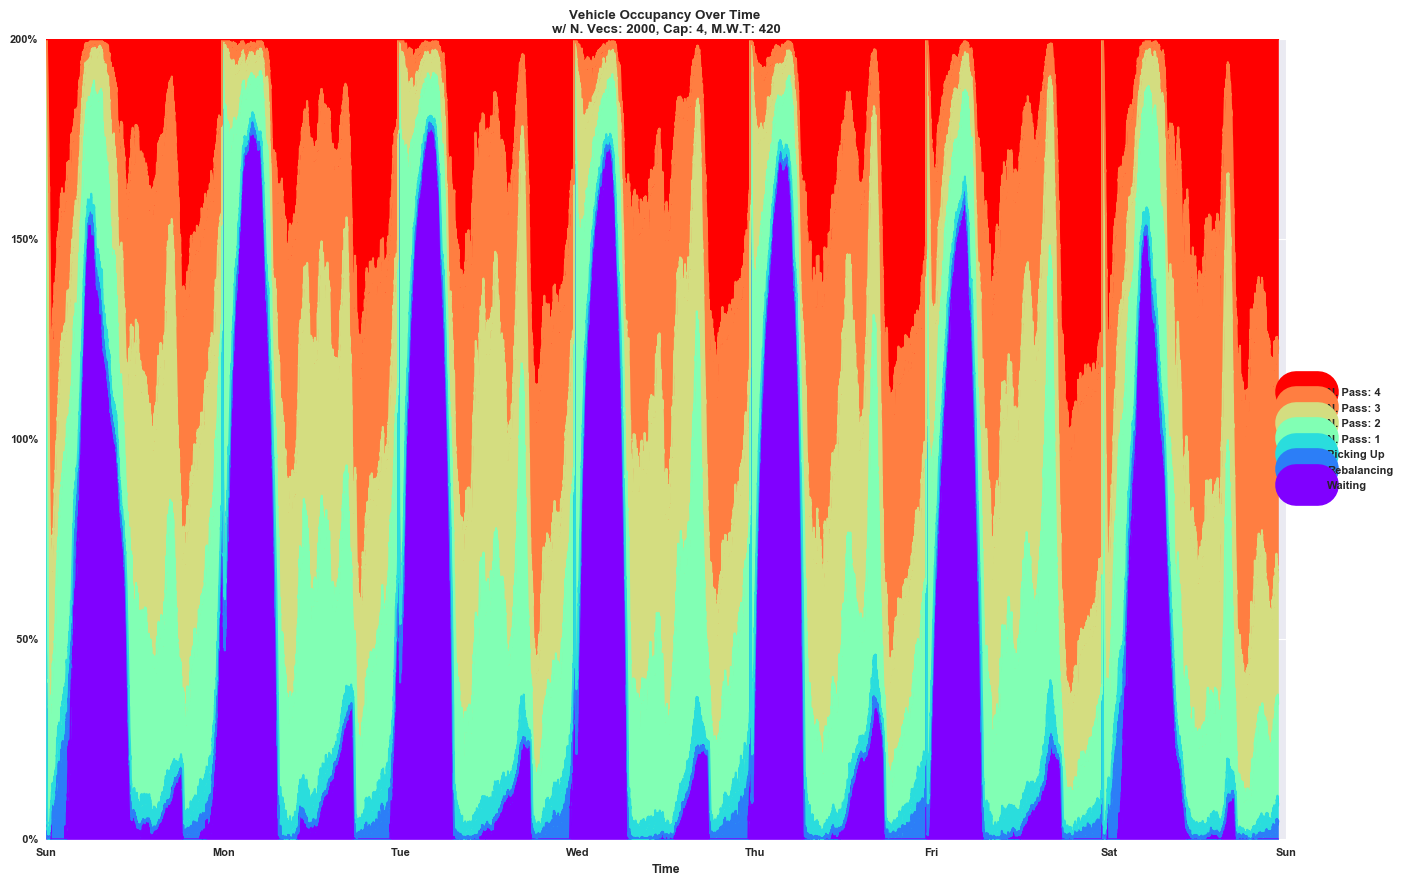 Vehicle Occupancy Over Time
w/ N. Vecs: 2000, Cap: 4, M.W.T: 420
200%
150%
100%
50%
0%
Sun
Mon
Tue
Wed
Thu
Fri
Sat
Sun
Time
N. Pass: 4
N. Pass: 3
N. Pass: 2
N. Pass: 1
Picking Up
Rebalancing
Waiting